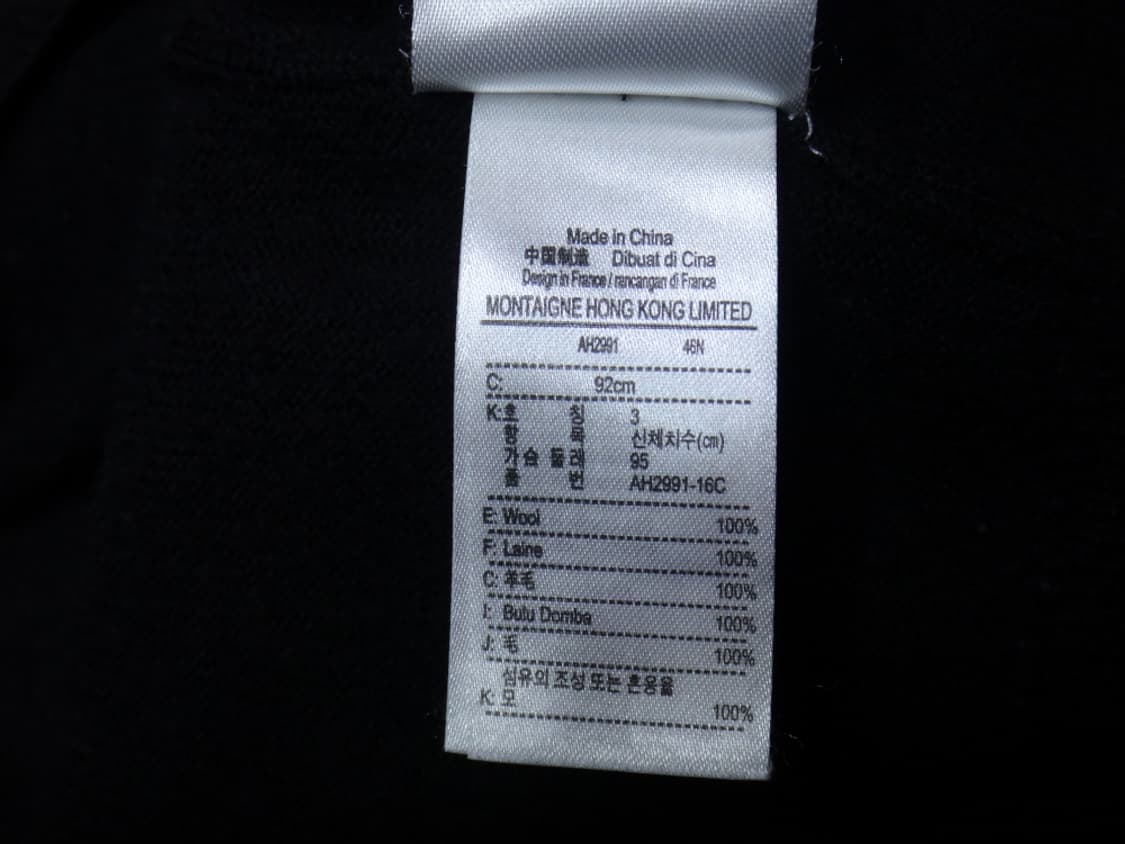 Made in China
中国制造 Dibuat di Cina
Design in France / rancangan di France
MONTAIGNE HONG KONG LIMITED
AH2991 46N
C: 92cm
K:호 칭 3
항 목 신체치수(㎝)
가슴 둘레 95
품 번 AH2991-16C
E: Wool 100%
F: Laine 100%
C: 羊毛 100%
I: Bulu Domba 100%
J: 毛 100%
섬유의 조성 또는 혼용율
K: 모 100%